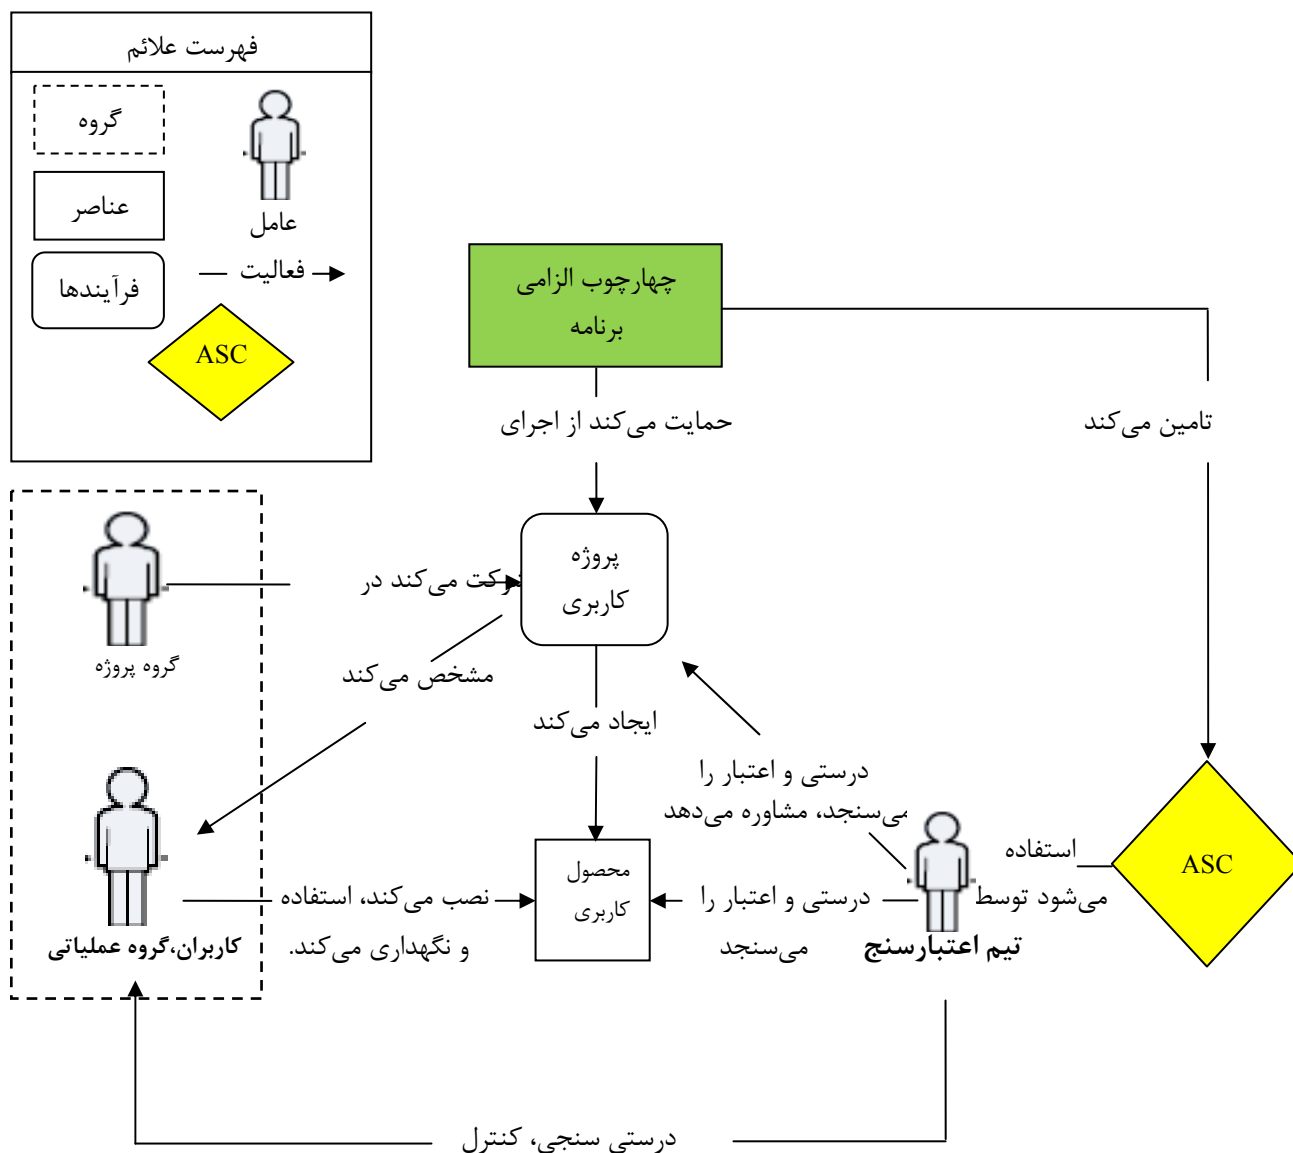 فهرست علائم
گروه
عناصر
عامل
فرآیندها
فعالیت
ASC
چهارچوب الزامی
برنامه
حمایت می‌کند از اجرای
تامین می‌کند
پروژه
کاربری
می‌کند در
گروه پروژه
مشخص می‌کند
ایجاد می‌کند
درستی و اعتبار را
می‌سنجد، مشاوره می‌دهد
محصول
کاربری
نصب می‌کند، استفاده
و نگهداری می‌کند.
کاربران،گروه عملیاتی
درستی و اعتبار را
می‌سنجد
تیم اعتبارسنج
استفاده
می‌شود توسط
ASC
درستی سنجی، کنترل